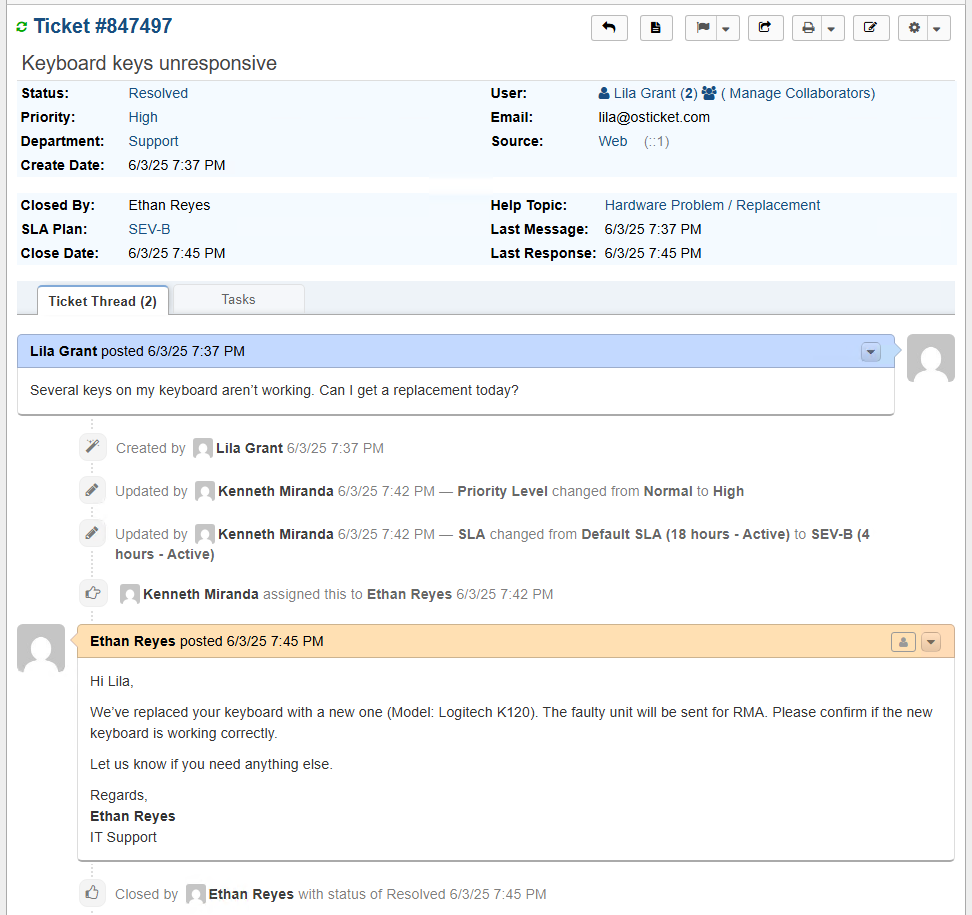 Ticket #847497
Keyboard keys unresponsive
Status: Resolved
Priority: High
Department: Support
Create Date: 6/3/25 7:37 PM
User: Lila Grant (2) ( Manage Collaborators)
Email: lila@osticket.com
Source: Web (::1)
Closed By: Ethan Reyes
SLA Plan: SEV-B
Close Date: 6/3/25 7:45 PM
Help Topic: Hardware Problem / Replacement
Last Message: 6/3/25 7:37 PM
Last Response: 6/3/25 7:45 PM
Ticket Thread (2)
Tasks
Lila Grant posted 6/3/25 7:37 PM
Several keys on my keyboard aren’t working. Can I get a replacement today?
Created by Lila Grant 6/3/25 7:37 PM
Updated by Kenneth Miranda 6/3/25 7:42 PM — Priority Level changed from Normal to High
Updated by Kenneth Miranda 6/3/25 7:42 PM — SLA changed from Default SLA (18 hours - Active) to SEV-B (4
hours - Active)
Kenneth Miranda assigned this to Ethan Reyes 6/3/25 7:42 PM
Ethan Reyes posted 6/3/25 7:45 PM
Hi Lila,
We’ve replaced your keyboard with a new one (Model: Logitech K120). The faulty unit will be sent for RMA. Please confirm if the new
keyboard is working correctly.
Let us know if you need anything else.
Regards,
Ethan Reyes
IT Support
Closed by Ethan Reyes with status of Resolved 6/3/25 7:45 PM